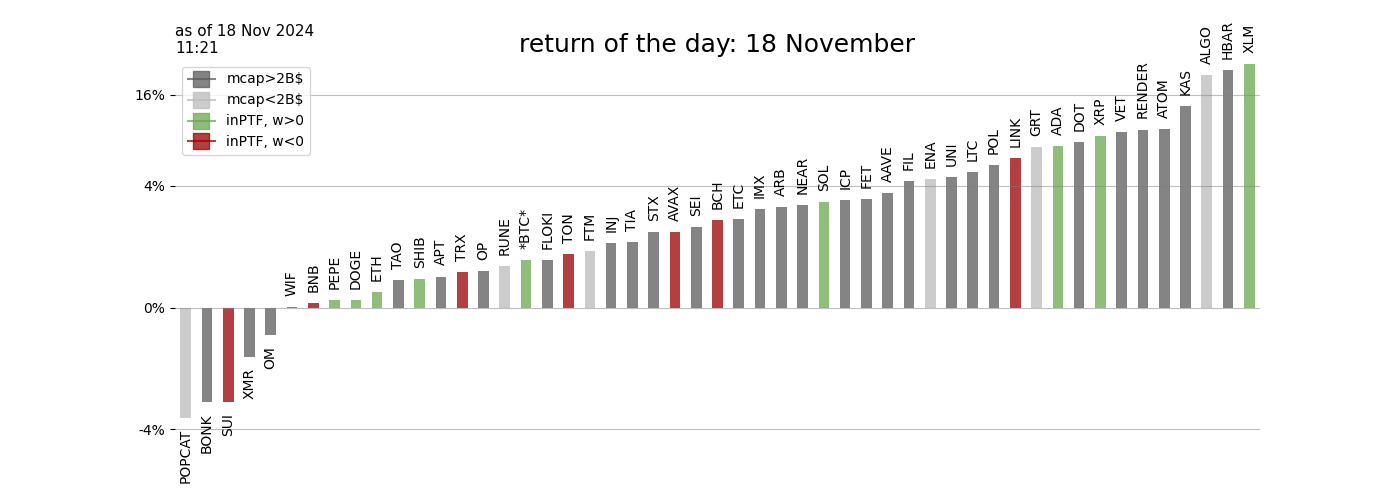 as of 18 Nov 2024
11:21
return of the day: 18 November
mcap>2B$
mcap<2B$
inPTF, w>0
inPTF, w<0
16%
4%
0%
-4%
POPCAT
BONK
SUI
XMR
OM
WIF
BNB
PEPE
DOGE
ETH
TAO
SHIB
APT
TRX
OP
RUNE
*BTC*
FLOKI
TON
FTM
INJ
TIA
STX
AVAX
SEI
BCH
ETC
IMX
ARB
NEAR
SOL
ICP
FET
AAVE
FIL
ENA
UNI
LTC
POL
LINK
GRT
ADA
DOT
XRP
VET
RENDER
ATOM
KAS
ALGO
HBAR
XLM